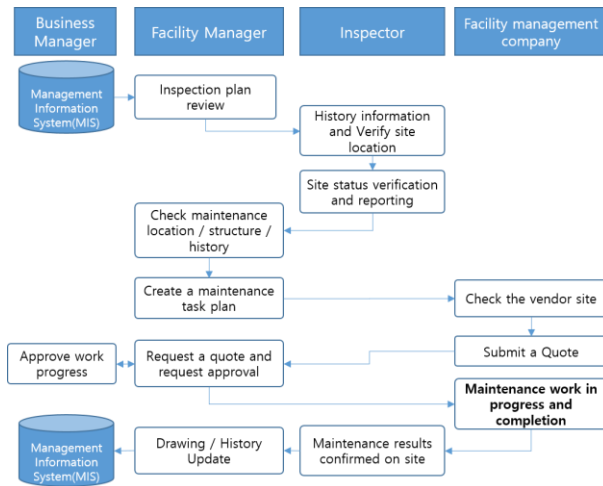 Business
Manager
Facility Manager
Inspector
Facility management
company
Management
Information
System(MIS)
Inspection plan
review
History information
and Verify site
location
Site status verification
and reporting
Check maintenance
location / structure /
history
Create a maintenance
task plan
Check the vendor site
Approve work
progress
Request a quote and
request approval
Submit a Quote
Maintenance work in
progress and
completion
Management
Information
System(MIS)
Drawing / History
Update
Maintenance results
confirmed on site